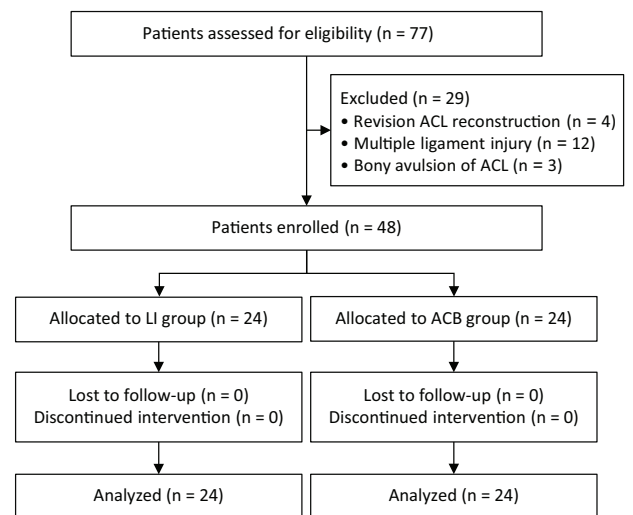 Patients assessed for eligibility (n = 77)
Excluded (n = 29)
• Revision ACL reconstruction (n = 4)
• Multiple ligament injury (n = 12)
• Bony avulsion of ACL (n = 3)
Patients enrolled (n = 48)
Allocated to LI group (n = 24)
Allocated to ACB group (n = 24)
Lost to follow-up (n = 0)
Discontinued intervention (n = 0)
Lost to follow-up (n = 0)
Discontinued intervention (n = 0)
Analyzed (n = 24)
Analyzed (n = 24)